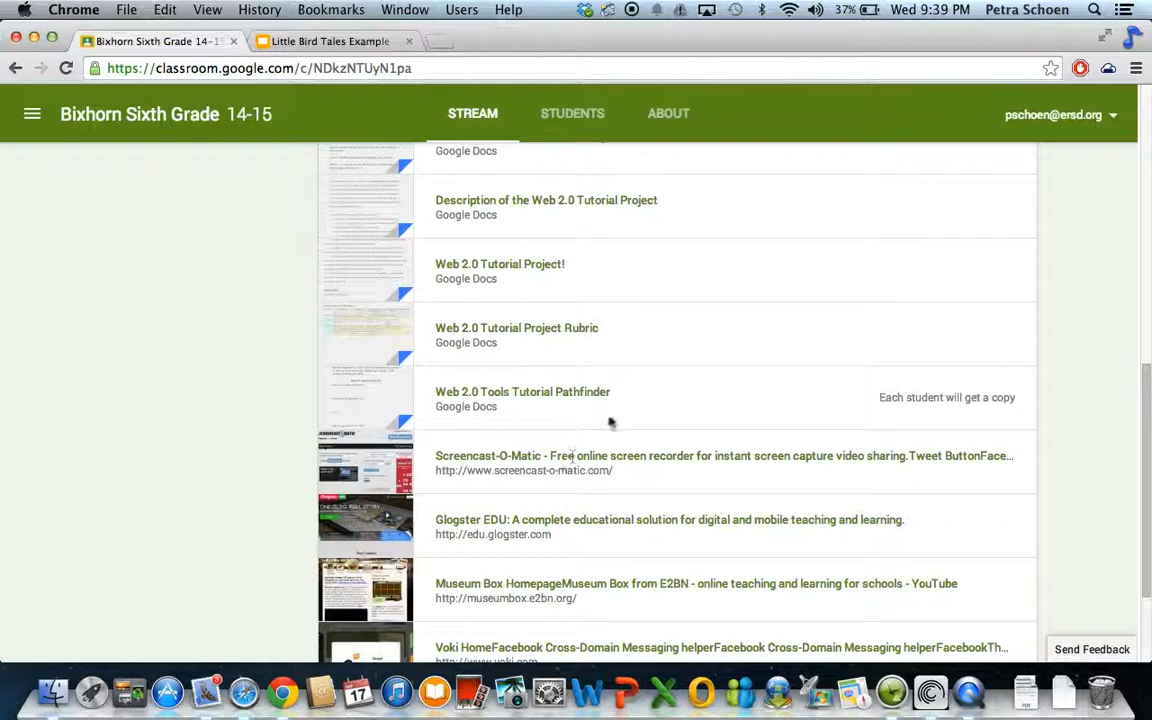 Chrome File Edit View History Bookmarks Window Users Help 37% Wed 9:39 PM Petra Schoen
Bixhorn Sixth Grade 14-1 Little Bird Tales Example
https://classroom.google.com/c/NDkzNTUyN1pa
Bixhorn Sixth Grade 14-15 STREAM STUDENTS ABOUT pschoen@ersd.org
Google Docs
Description of the Web 2.0 Tutorial Project
Google Docs
Web 2.0 Tutorial Project!
Google Docs
Web 2.0 Tutorial Project Rubric
Google Docs
Web 2.0 Tools Tutorial Pathfinder
Google Docs
Each student will get a copy
Screencast-O-Matic - Free online screen recorder for instant screen capture video sharing.Tweet ButtonFace...
http://www.screencast-o-matic.com/
Glogster EDU: A complete educational solution for digital and mobile teaching and learning.
http://edu.glogster.com
Museum Box HomepageMuseum Box from E2BN - online teaching and learning for schools - YouTube
http://museumbox.e2bn.org/
Voki HomeFacebook Cross-Domain Messaging helperFacebook Cross-Domain Messaging helperFacebookTh...
http://www.voki.com
Send Feedback